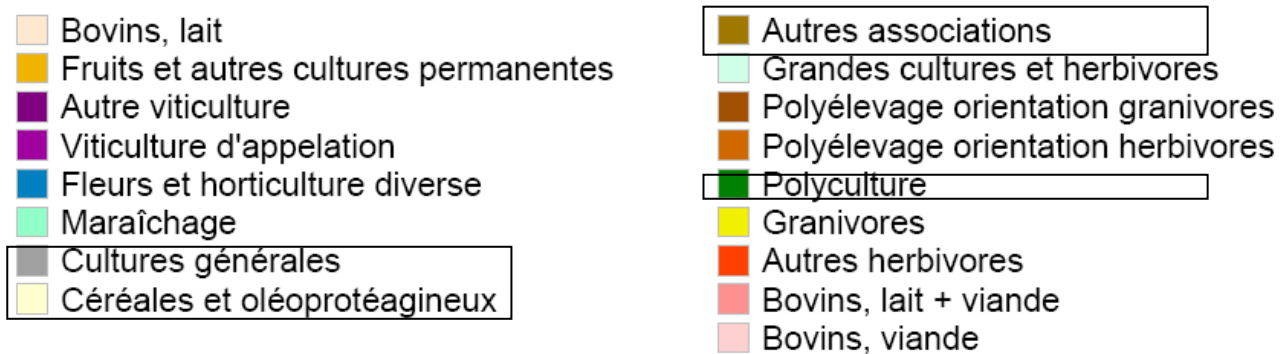 Bovins, lait
Fruits et autres cultures permanentes
Autre viticulture
Viticulture d'appelation
Fleurs et horticulture diverse
Maraîchage
Cultures générales
Céréales et oléoprotéagineux
Autres associations
Grandes cultures et herbivores
Polyélevage orientation granivores
Polyélevage orientation herbivores
Polyculture
Granivores
Autres herbivores
Bovins, lait + viande
Bovins, viande